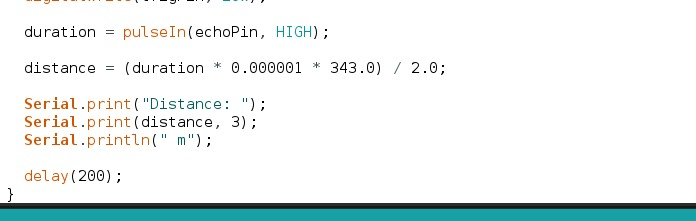 duration = pulseIn(echoPin, HIGH);
distance = (duration * 0.000001 * 343.0) / 2.0;
Serial.print("Distance: ");
Serial.print(distance, 3);
Serial.println(" m");
delay(200);
}